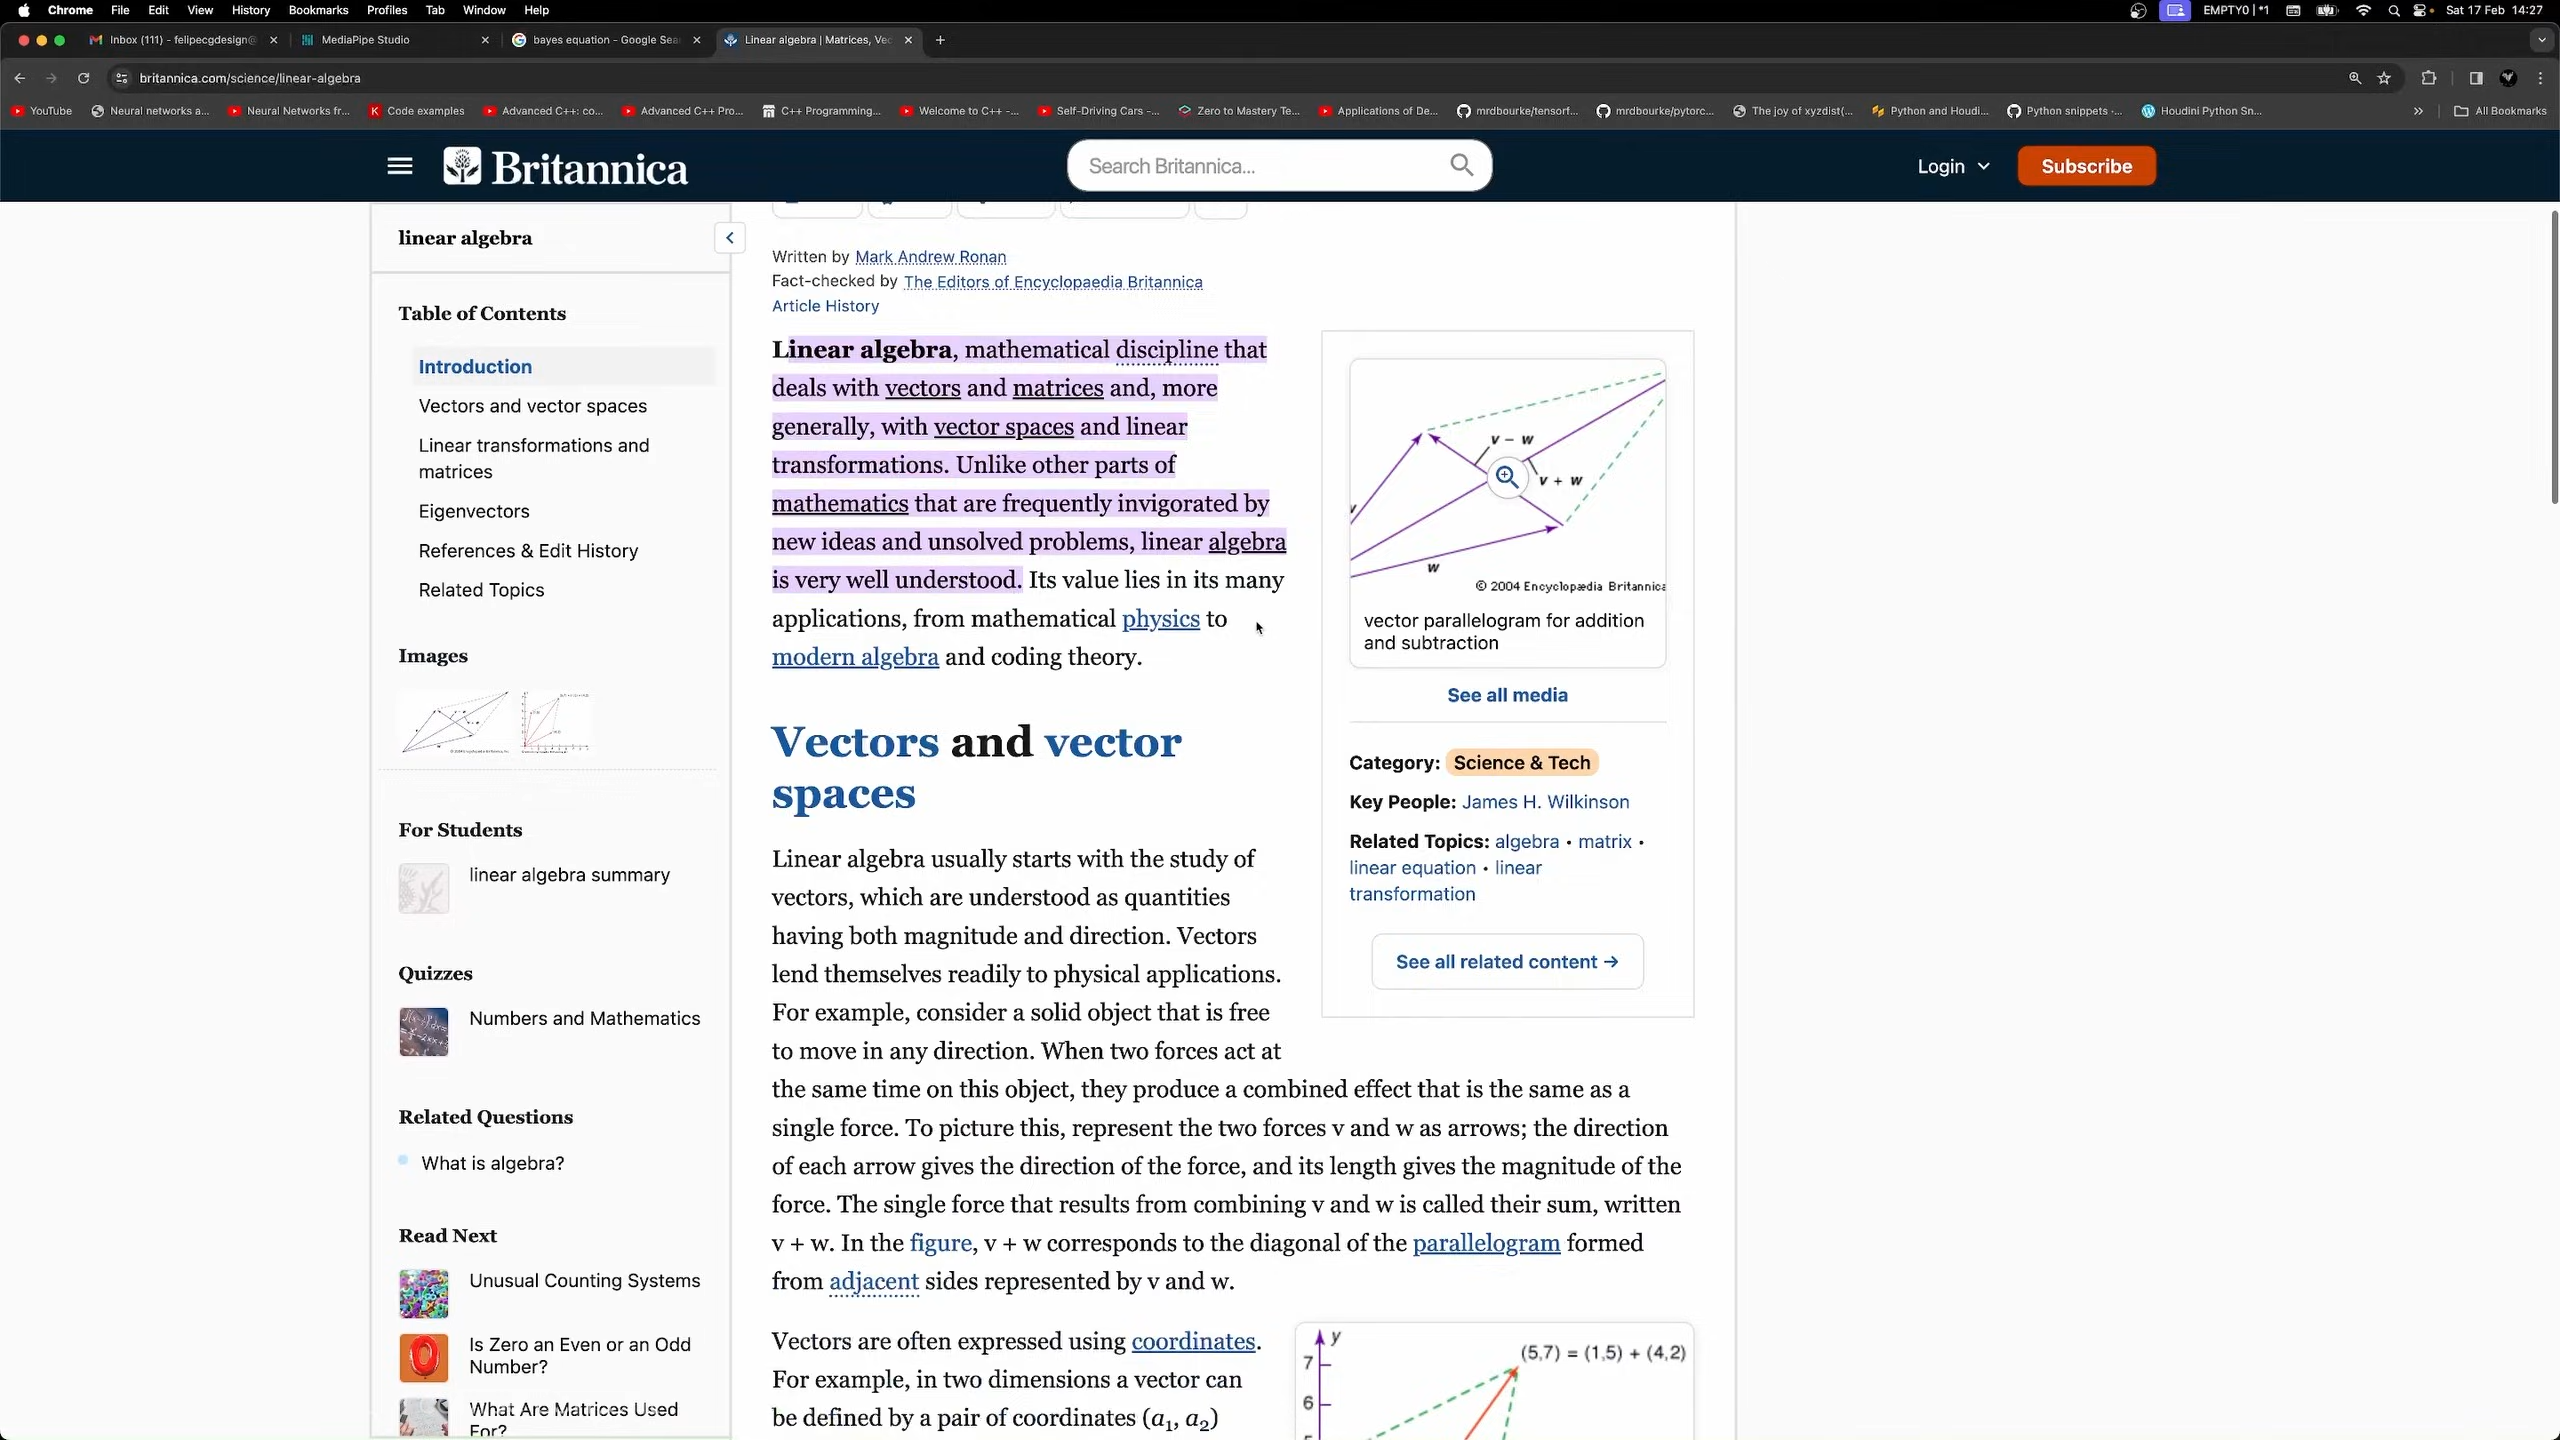 Chrome File Edit View History Bookmarks Profiles Tab Window Help EMPTY0 | *1 Sat 17 Feb 14:27
Inbox (111) - felipecgdesign@ MediaPipe Studio bayes equation - Google Sea Linear algebra | Matrices, Vec
britannica.com/science/linear-algebra
YouTube Neural networks a... Neural Networks fr... Code examples Advanced C++: co... Advanced C++ Pro... C++ Programming... Welcome to C++ -... Self-Driving Cars -... Zero to Mastery Te... Applications of De... mrdbourke/tensorf... mrdbourke/pytorc... The joy of xyzdist(... Python and Houdi... Python snippets -... Houdini Python Sn... » All Bookmarks
Britannica Search Britannica... Login Subscribe
linear algebra
Table of Contents
Introduction
Vectors and vector spaces
Linear transformations and
matrices
Eigenvectors
References & Edit History
Related Topics
Images
For Students
linear algebra summary
Quizzes
Numbers and Mathematics
Related Questions
What is algebra?
Read Next
Unusual Counting Systems
Is Zero an Even or an Odd
Number?
What Are Matrices Used
For?
Written by Mark Andrew Ronan
Fact-checked by The Editors of Encyclopaedia Britannica
Article History
Linear algebra, mathematical discipline that
deals with vectors and matrices and, more
generally, with vector spaces and linear
transformations. Unlike other parts of
mathematics that are frequently invigorated by
new ideas and unsolved problems, linear algebra
is very well understood. Its value lies in its many
applications, from mathematical physics to
modern algebra and coding theory.
v − w
v + w
w
© 2004 Encyclopædia Britannica
vector parallelogram for addition
and subtraction
See all media
Category: Science & Tech
Key People: James H. Wilkinson
Related Topics: algebra • matrix •
linear equation • linear
transformation
See all related content →
Vectors and vector
spaces
Linear algebra usually starts with the study of
vectors, which are understood as quantities
having both magnitude and direction. Vectors
lend themselves readily to physical applications.
For example, consider a solid object that is free
to move in any direction. When two forces act at
the same time on this object, they produce a combined effect that is the same as a
single force. To picture this, represent the two forces v and w as arrows; the direction
of each arrow gives the direction of the force, and its length gives the magnitude of the
force. The single force that results from combining v and w is called their sum, written
v + w. In the figure, v + w corresponds to the diagonal of the parallelogram formed
from adjacent sides represented by v and w.
Vectors are often expressed using coordinates.
For example, in two dimensions a vector can
be defined by a pair of coordinates (a₁, a₂)
y
(5,7) = (1,5) + (4,2)
7
6